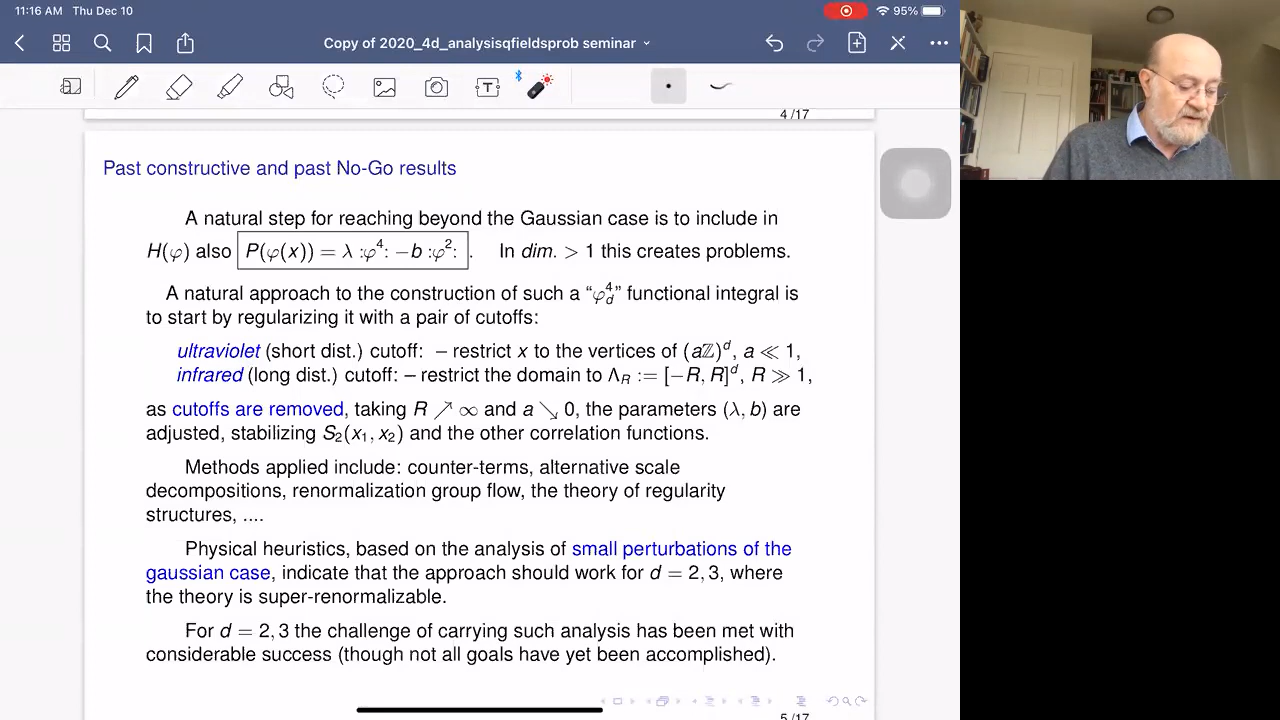 11:16 AM Thu Dec 10
95%
Copy of 2020_4d_analysisqfieldsprob seminar
T
4 /17
Past constructive and past No-Go results
A natural step for reaching beyond the Gaussian case is to include in
H(φ) also P(φ(x)) = λ :φ⁴: −b :φ²: . In dim. > 1 this creates problems.
A natural approach to the construction of such a “φ⁴_d” functional integral is
to start by regularizing it with a pair of cutoffs:
ultraviolet (short dist.) cutoff: – restrict x to the vertices of (aℤ)^d, a ≪ 1,
infrared (long dist.) cutoff: – restrict the domain to Λ_R := [−R, R]^d, R ≫ 1,
as cutoffs are removed, taking R ↗ ∞ and a ↘ 0, the parameters (λ, b) are
adjusted, stabilizing S₂(x₁, x₂) and the other correlation functions.
Methods applied include: counter-terms, alternative scale
decompositions, renormalization group flow, the theory of regularity
structures, ....
Physical heuristics, based on the analysis of small perturbations of the
gaussian case, indicate that the approach should work for d = 2, 3, where
the theory is super-renormalizable.
For d = 2, 3 the challenge of carrying such analysis has been met with
considerable success (though not all goals have yet been accomplished).
5 /17